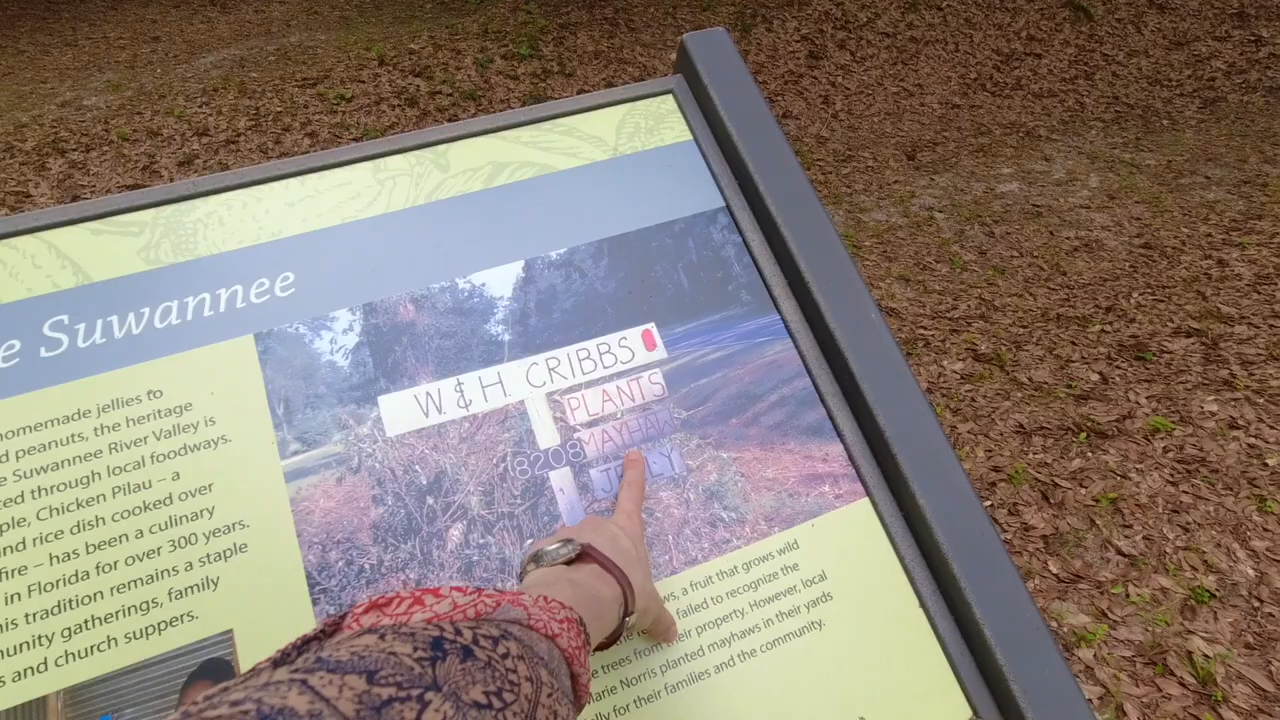 e Suwannee
homemade jellies to
d peanuts, the heritage
e Suwannee River Valley is
ted through local foodways.
ple, Chicken Pilau – a
nd rice dish cooked over
fire – has been a culinary
in Florida for over 300 years.
his tradition remains a staple
unity gatherings, family
s and church suppers.
W. & H. CRIBBS
PLANTS
MAYHAW
8208
JELLY
ws, a fruit that grows wild
failed to recognize the
e trees from their property. However, local
Marie Norris planted mayhaws in their yards
elly for their families and the community.